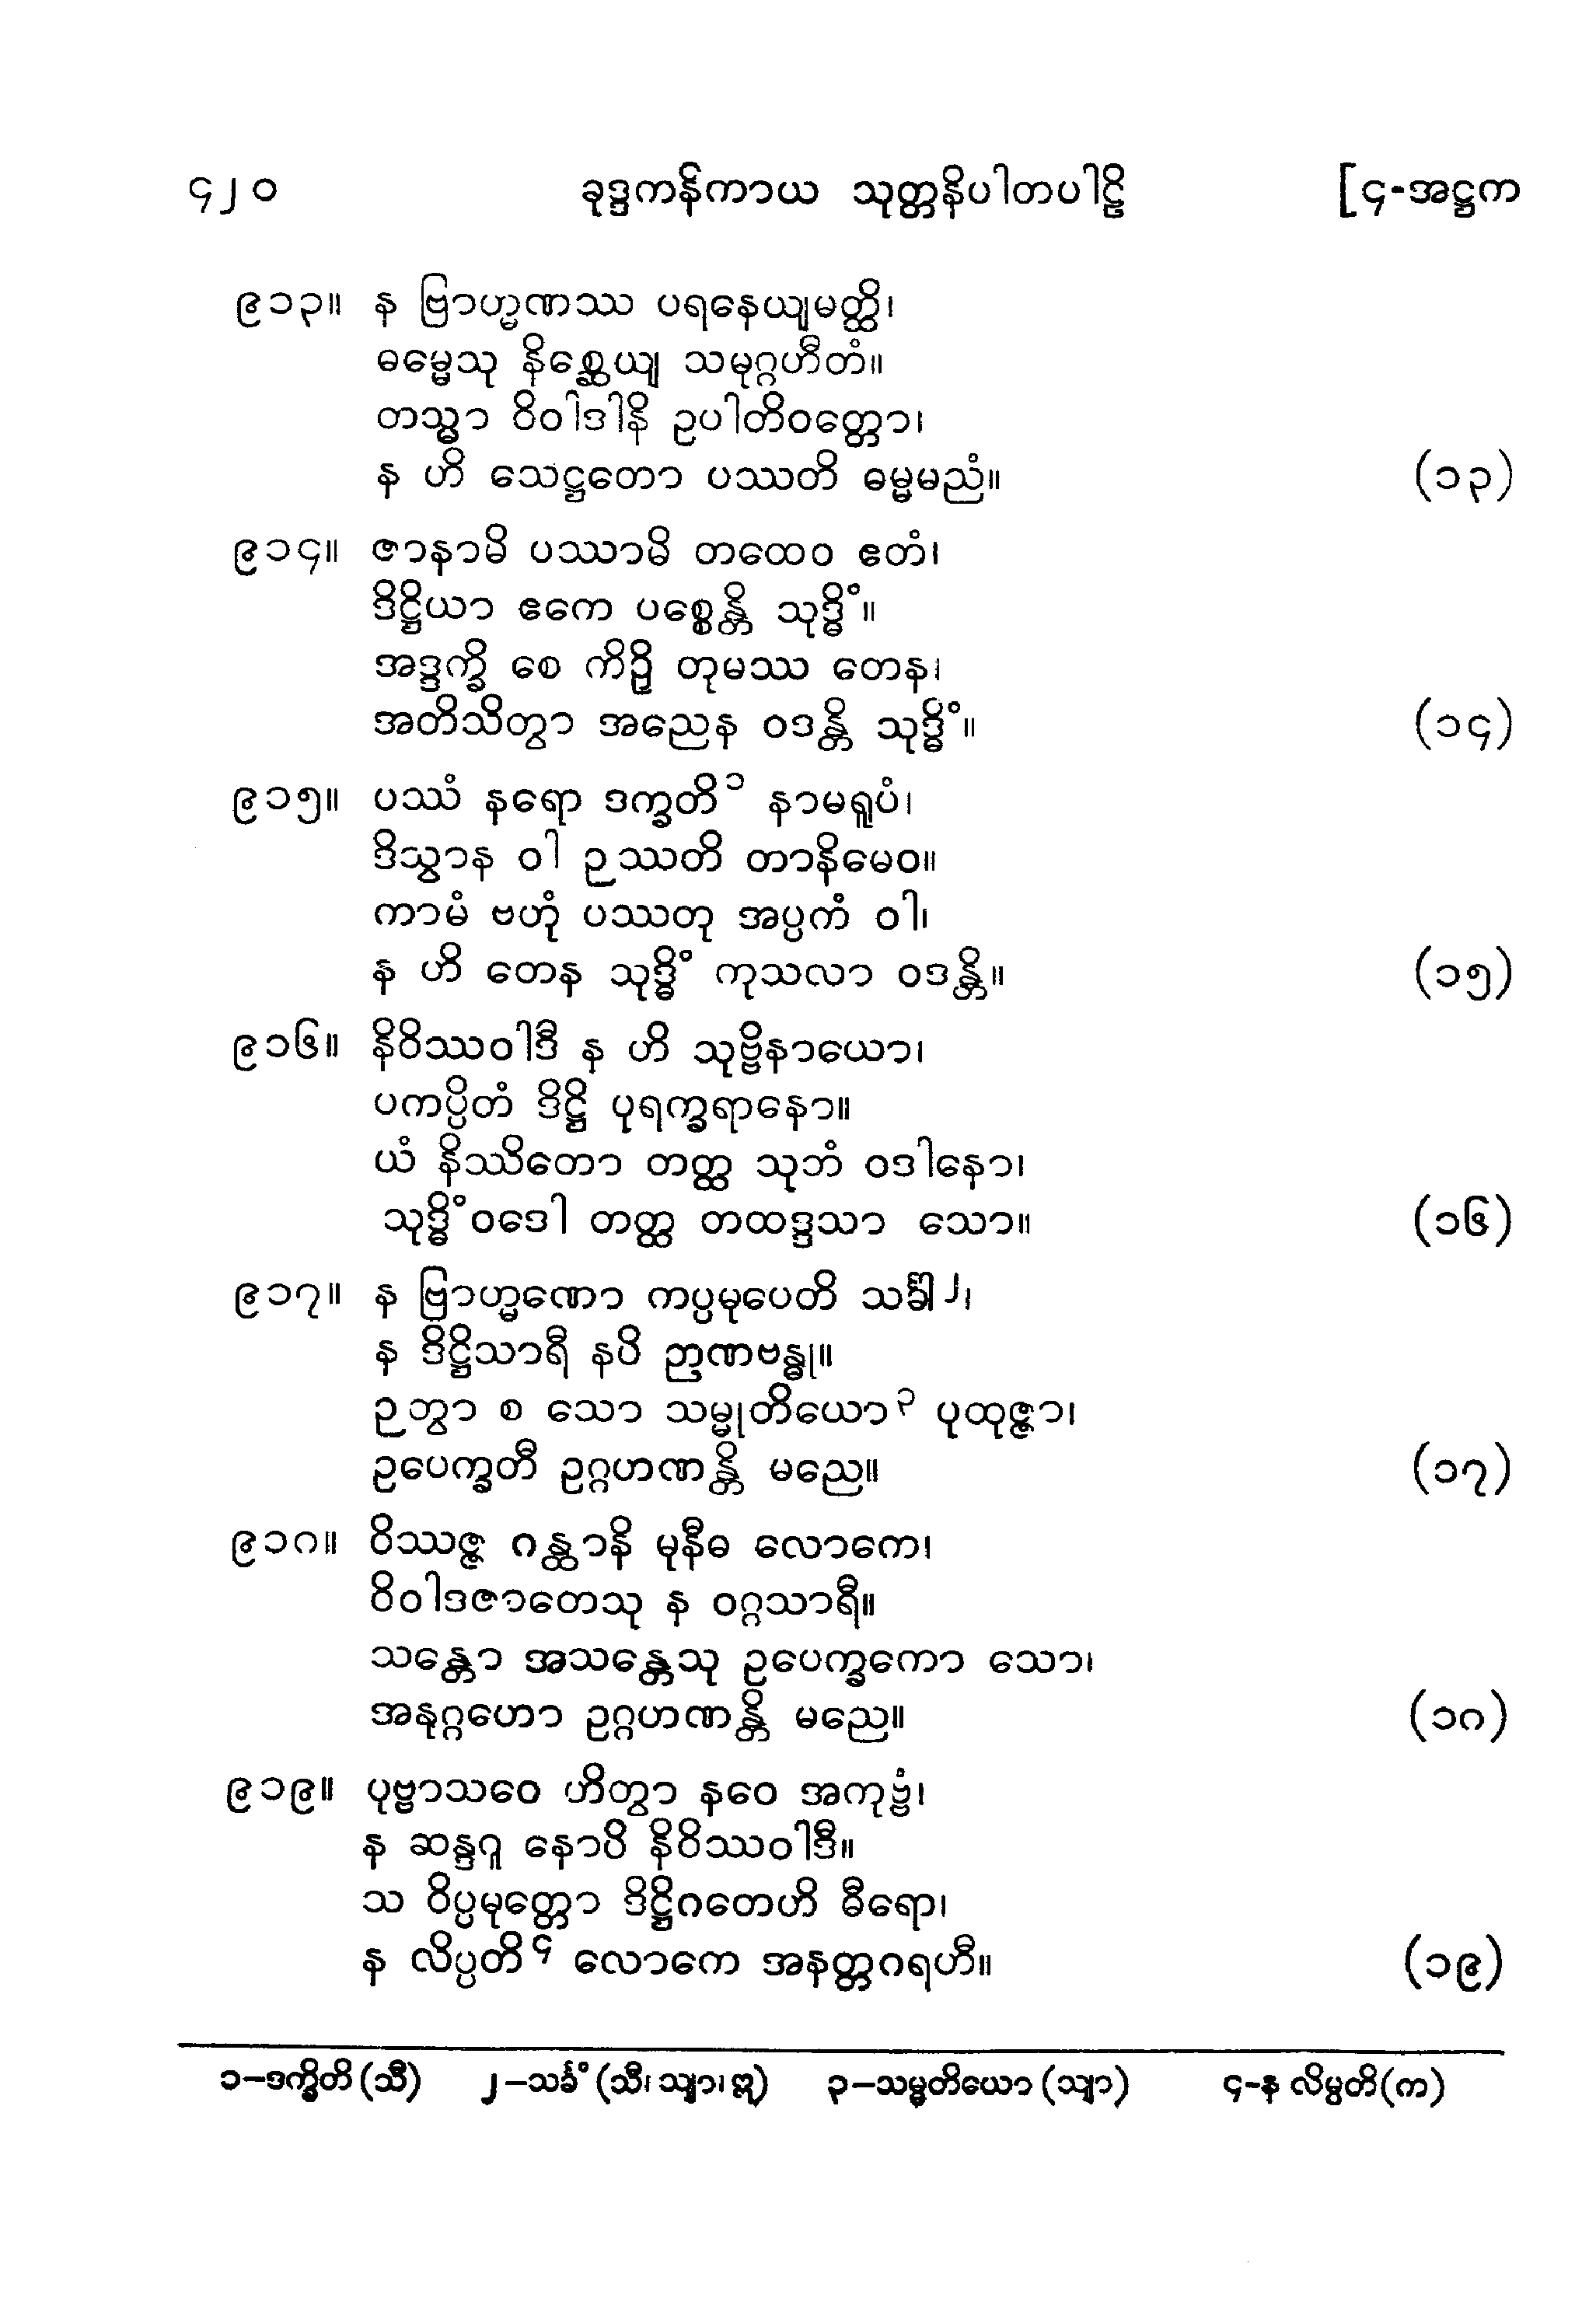 ၄၂၀ ခုဒ္ဒကနိကာယ သုတ္တနိပါတပါဠိ [၄-အဋ္ဌက
၉၁၃။ န ဗြာဟ္မဏဿ ပရနေယျမတ္ထိ၊
ဓမ္မေသု နိစ္ဆေယျ သမုဂ္ဂဟီတံ။
တသ္မာ ဝိဝါဒါနိ ဥပါတိဝတ္တော၊
န ဟိ သေဋ္ဌတော ပဿတိ ဓမ္မမညံ။ (၁၃)
၉၁၄။ ဇာနာမိ ပဿာမိ တထေဝ ဧတံ၊
ဒိဋ္ဌိယာ ဧကေ ပစ္စေန္တိ သုဒ္ဓိံ။
အဒ္ဒက္ခိ စေ ကိဉှိ တုမဿ တေန၊
အတိသိတွာ အညေန ဝဒန္တိ သုဒ္ဓိံ။ (၁၄)
၉၁၅။ ပဿံ နရော ဒက္ခတိ ၁ နာမရူပံ၊
ဒိသွာန ဝါ ဉဿတိ တာနိမေဝ။
ကာမံ ဗဟုံ ပဿတု အပ္ပကံ ဝါ၊
န ဟိ တေန သုဒ္ဓိံ ကုသလာ ဝဒန္တိ။ (၁၅)
၉၁၆။ နိဝိဿဝါဒီ န ဟိ သုဗ္ဗိနာယော၊
ပကပ္ပိတံ ဒိဋ္ဌိ ပုရက္ခရာနော။
ယံ နိဿိတော တတ္ထ သုဘံ ဝဒါနော၊
သုဒ္ဓိံဝဒေါ တတ္ထ တထဒ္ဒသာ သော။ (၁၆)
၉၁၇။ န ဗြာဟ္မဏော ကပ္ပမုပေတိ သင်္ခါ ၂၊
န ဒိဋ္ဌိသာရီ နပိ ဉာဏဗန္ဓု။
ဉတွာ စ သော သမ္မုတိယော ၃ ပုထုဇ္ဇာ၊
ဥပေက္ခတီ ဥဂ္ဂဟဏန္တိ မညေ။ (၁၇)
၉၁၈။ ဝိဿဇ္ဇ ဂန္ထာနိ မုနီဓ လောကေ၊
ဝိဝါဒဇာတေသု န ဝဂ္ဂသာရီ။
သန္တော အသန္တေသု ဥပေက္ခကော သော၊
အနုဂ္ဂဟော ဥဂ္ဂဟဏန္တိ မညေ။ (၁၈)
၉၁၉။ ပုဗ္ဗာသဝေ ဟိတွာ နဝေ အကုဗ္ဗံ၊
န ဆန္ဒဂူ နောပိ နိဝိဿဝါဒီ။
သ ဝိပ္ပမုတ္တော ဒိဋ္ဌိဂတေဟိ ဓီရော၊
န လိပ္ပတိ ၄ လောကေ အနတ္တဂရဟီ။ (၁၉)
၁–ဒက္ခိတိ (သီ) ၂–သင်္ခံ (သီ၊ သျာ၊ ဣ) ၃–သမ္မတိယော (သျာ) ၄–န လိမ္ပတိ (က)